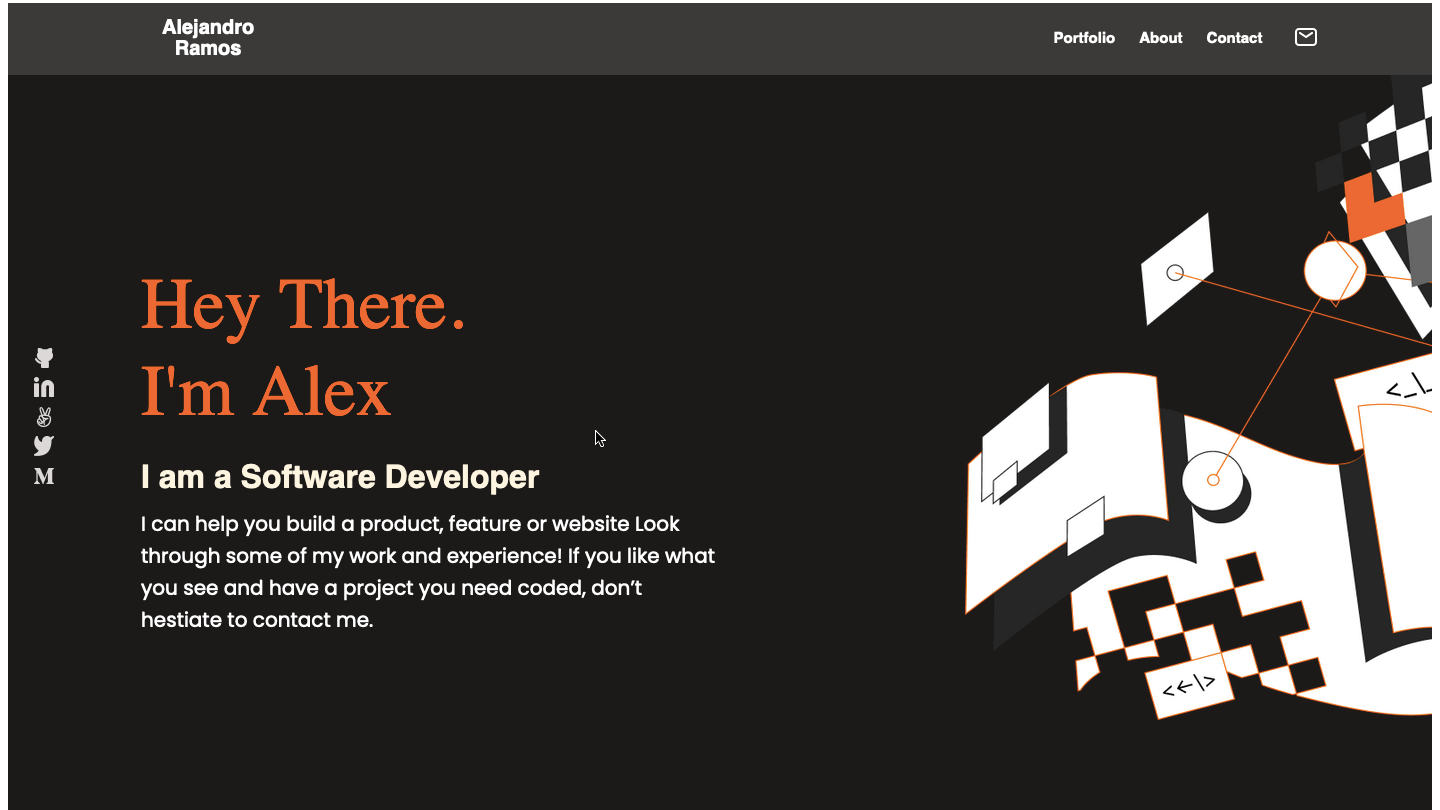 Alejandro
Ramos
Portfolio About Contact
Hey There.
I'm Alex
I am a Software Developer
I can help you build a product, feature or website Look
through some of my work and experience! If you like what
you see and have a project you need coded, don’t
hestiate to contact me.
in
M
<_\_
<<-|>